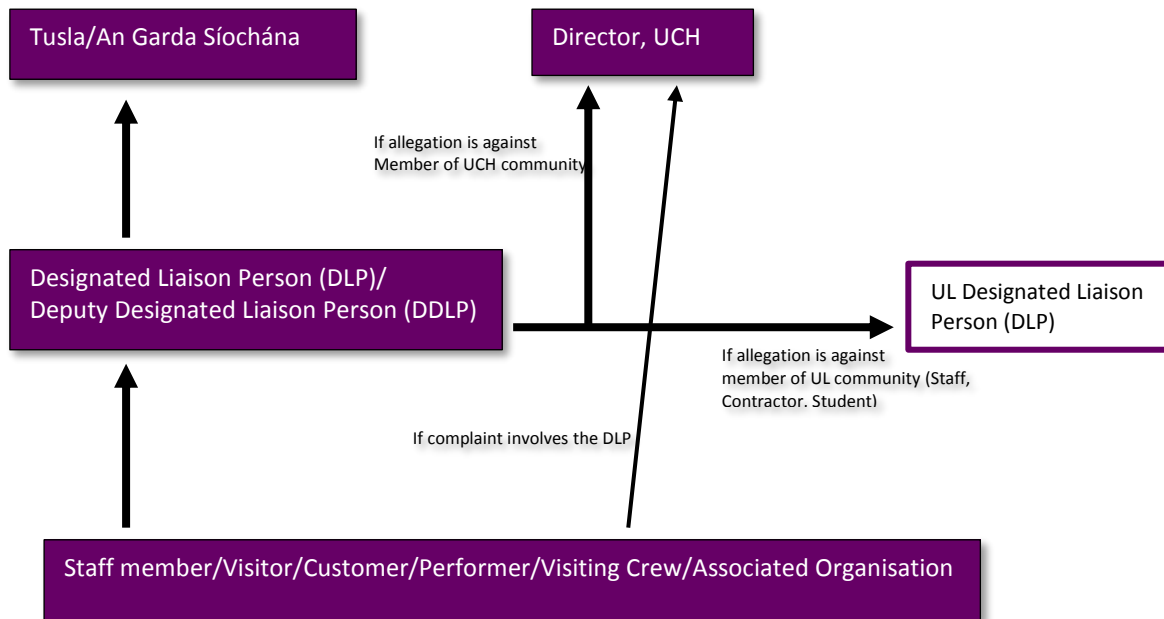 Tusla/An Garda Síochána
Director, UCH
If allegation is against
Member of UCH community
Designated Liaison Person (DLP)/
Deputy Designated Liaison Person (DDLP)
UL Designated Liaison
Person (DLP)
If allegation is against
member of UL community (Staff,
Contractor. Student)
If complaint involves the DLP
Staff member/Visitor/Customer/Performer/Visiting Crew/Associated Organisation